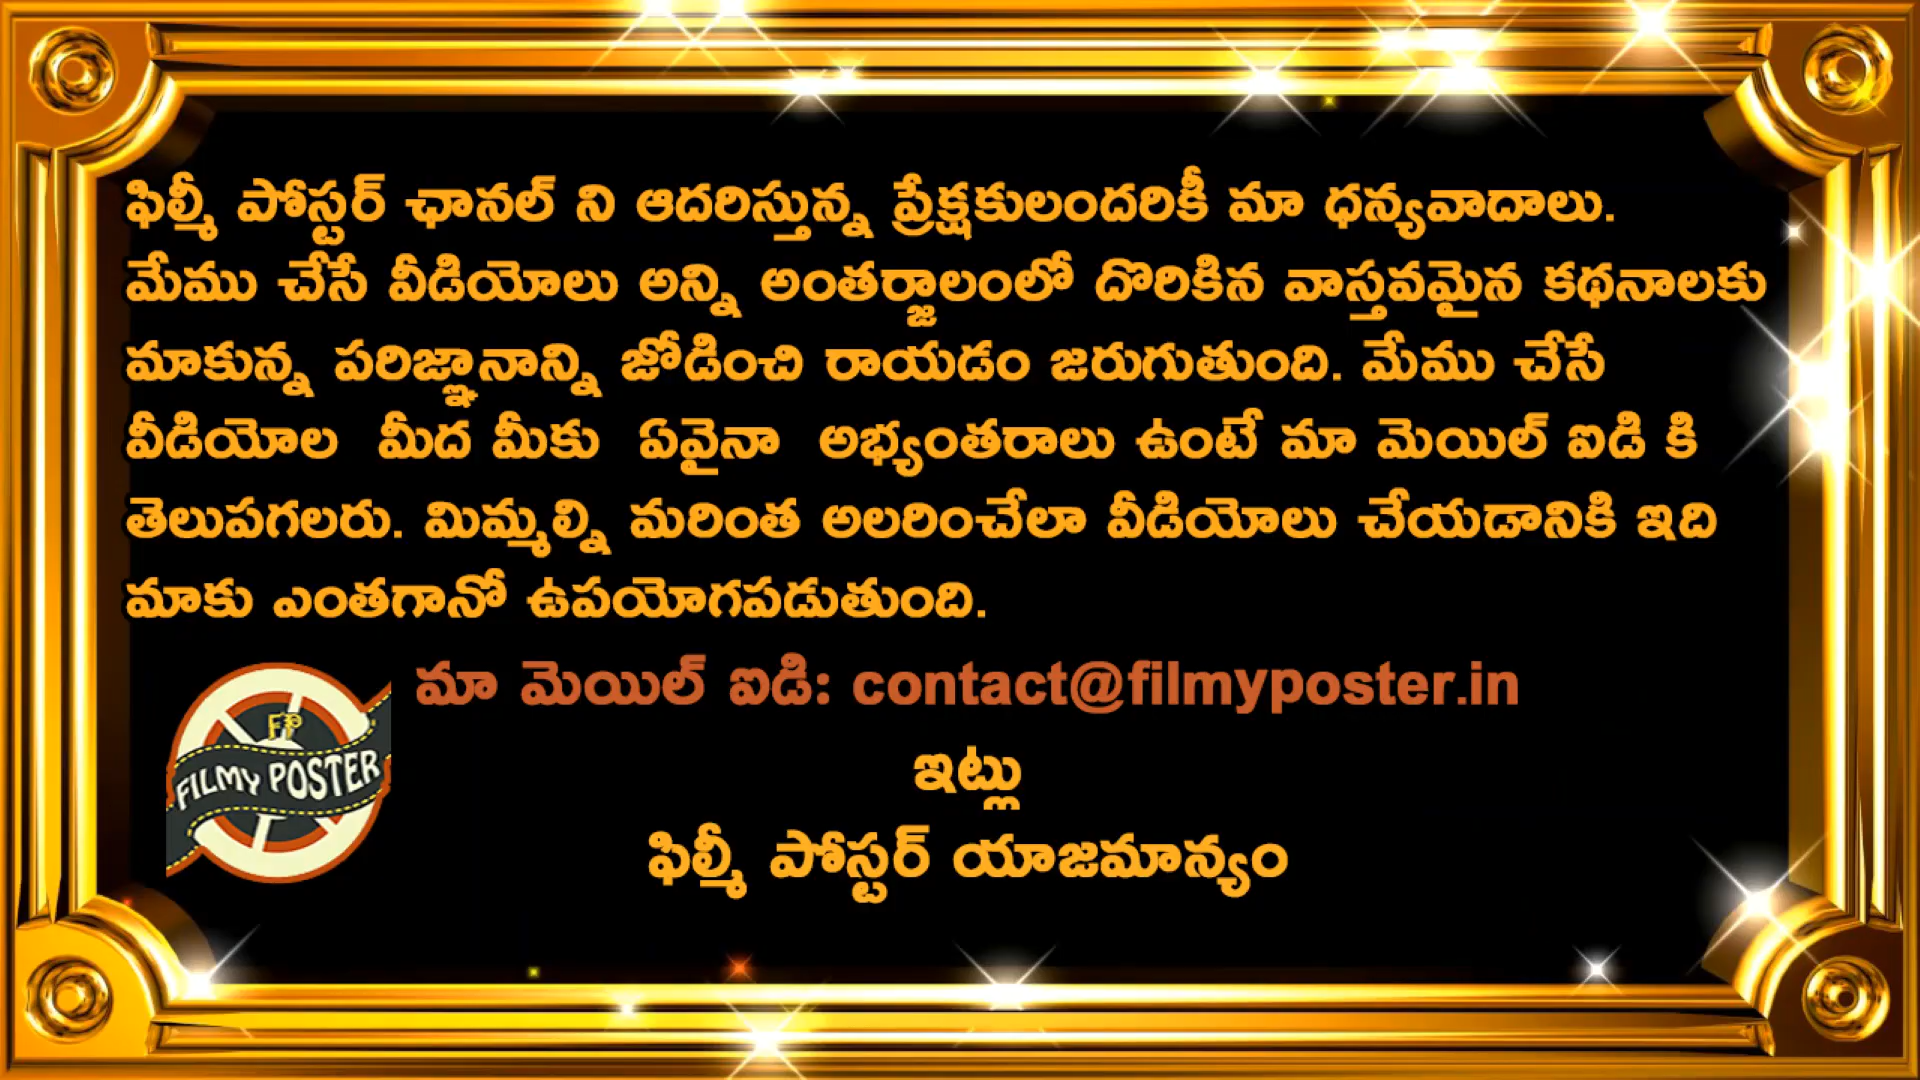 ఫిల్మీ పోస్టర్ ఛానల్ ని ఆదరిస్తున్న ప్రేక్షకులందరికీ మా ధన్యవాదాలు.
మేము చేసే వీడియోలు అన్ని అంతర్జాలంలో దొరికిన వాస్తవమైన కథనాలకు
మాకున్న పరిజ్ఞానాన్ని జోడించి రాయడం జరుగుతుంది. మేము చేసే
వీడియోల మీద మీకు ఏవైనా అభ్యంతరాలు ఉంటే మా మెయిల్ ఐడి కి
తెలుపగలరు. మిమ్మల్ని మరింత అలరించేలా వీడియోలు చేయడానికి ఇది
మాకు ఎంతగానో ఉపయోగపడుతుంది.
మా మెయిల్ ఐడి: contact@filmyposter.in
FP
FILMY POSTER
ఇట్లు
ఫిల్మీ పోస్టర్ యాజమాన్యం